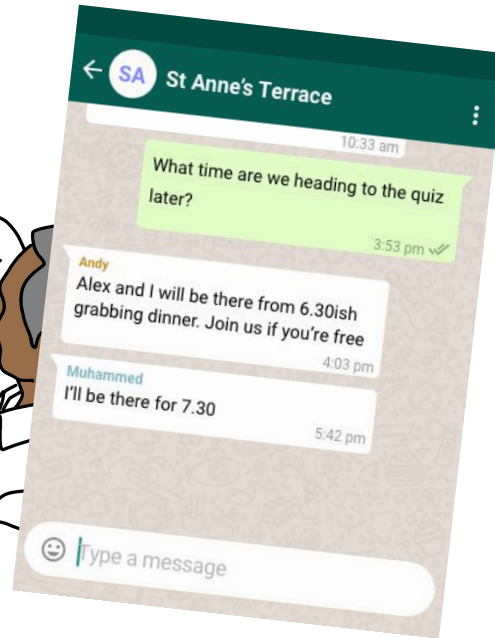 SA
St Anne's Terrace
10:33 am
What time are we heading to the quiz
later?
3:53 pm
Andy
Alex and I will be there from 6.30ish
grabbing dinner. Join us if you're free
4:03 pm
Muhammed
I'll be there for 7.30
5:42 pm
Type a message